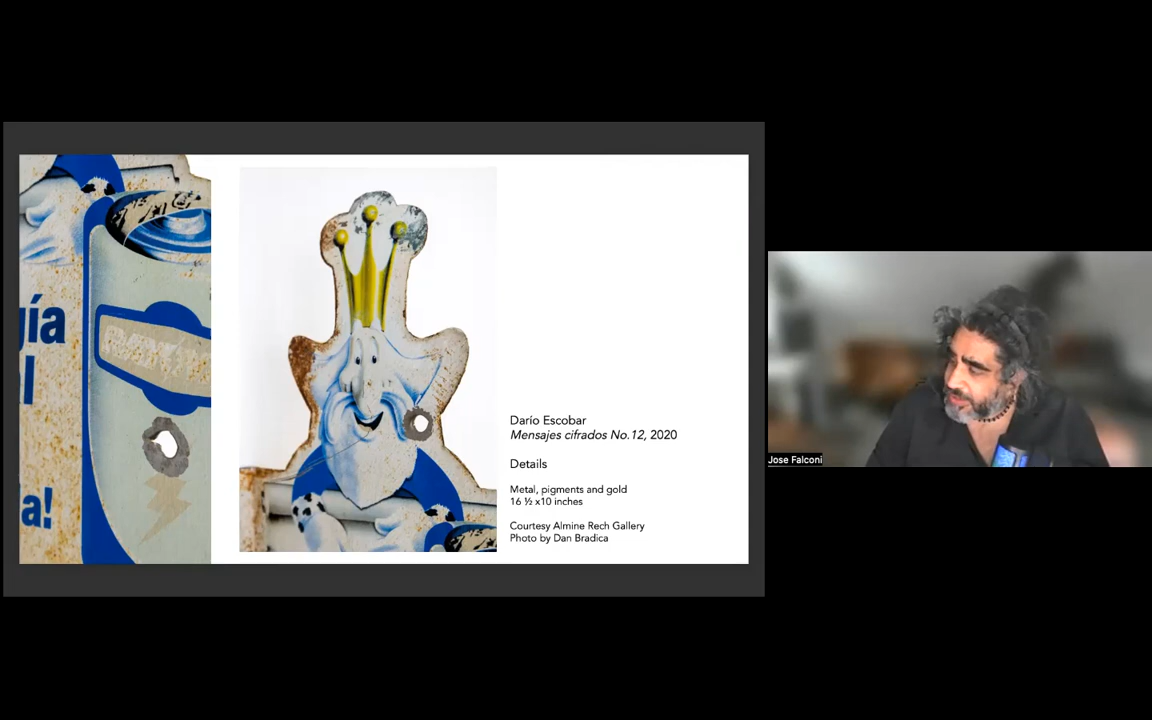 ía
l
a!
Darío Escobar
Mensajes cifrados No.12, 2020
Details
Metal, pigments and gold
16 ½ x10 inches
Courtesy Almine Rech Gallery
Photo by Dan Bradica
Jose Falconi